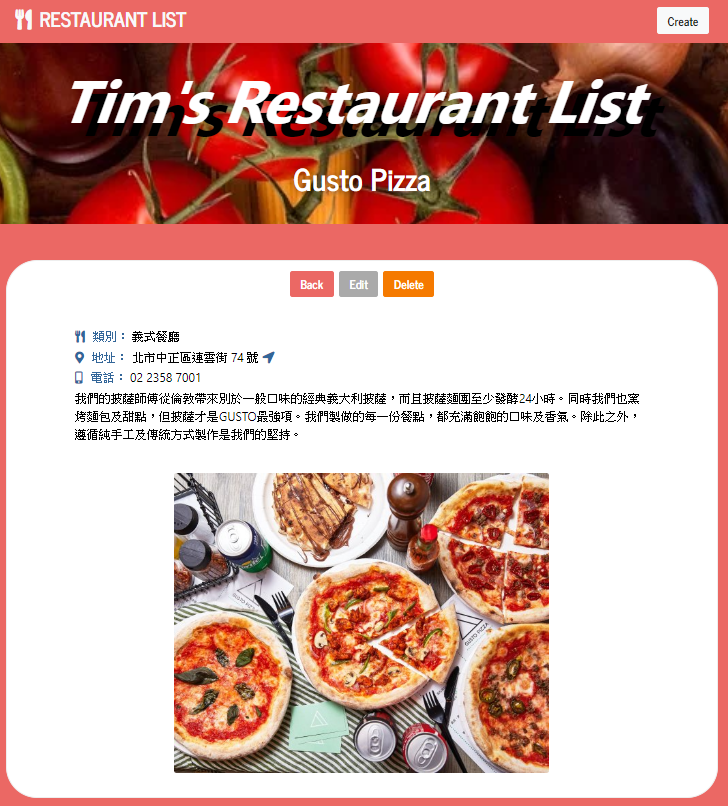 RESTAURANT LIST
Create
Tim's Restaurant List
Gusto Pizza
Back Edit Delete
類別： 義式餐廳
地址： 北市中正區連雲街 74 號
電話： 02 2358 7001
我們的披薩師傅從倫敦帶來別於一般口味的經典義大利披薩，而且披薩麵團至少發酵24小時。同時我們也窯
烤麵包及甜點，但披薩才是GUSTO最強項。我們製做的每一份餐點，都充滿飽飽的口味及香氣。除此之外，
遵循純手工及傳統方式製作是我們的堅持。
GUSTO PIZZA
GUSTO PIZZA